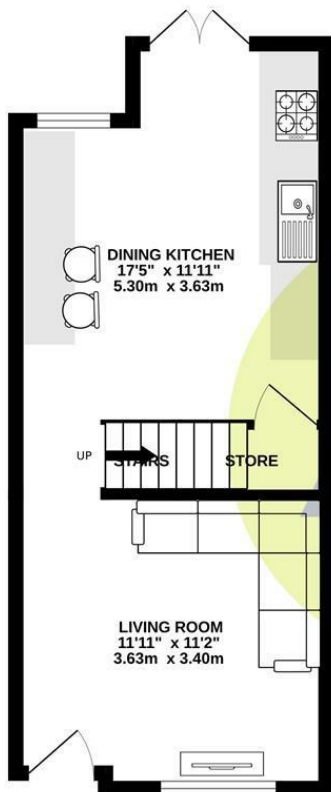 DINING KITCHEN
17'5" x 11'11"
5.30m x 3.63m
UP
STAIRS
STORE
LIVING ROOM
11'11" x 11'2"
3.63m x 3.40m